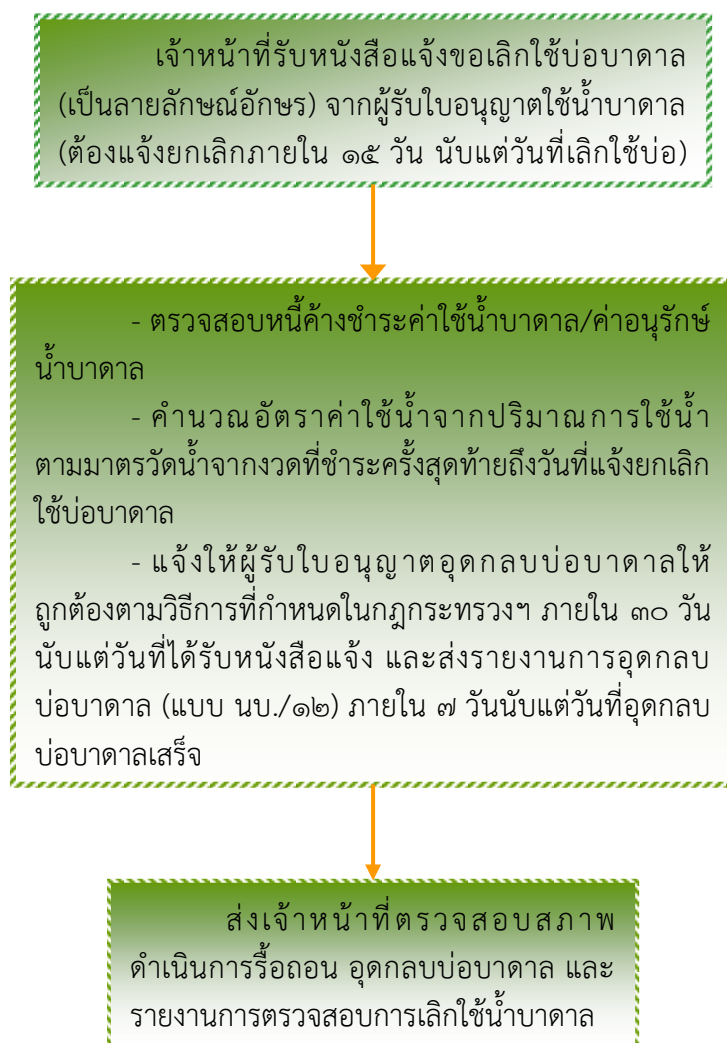 เจ้าหน้าที่รับหนังสือแจ้งขอเลิกใช้บ่อบาดาล
(เป็นลายลักษณ์อักษร) จากผู้รับใบอนุญาตใช้น้ำบาดาล
(ต้องแจ้งยกเลิกภายใน ๑๕ วัน นับแต่วันที่เลิกใช้บ่อ)
- ตรวจสอบหนี้ค้างชำระค่าใช้น้ำบาดาล/ค่าอนุรักษ์
น้ำบาดาล
- คำนวณอัตราค่าใช้น้ำจากปริมาณการใช้น้ำ
ตามมาตรวัดน้ำจากงวดที่ชำระครั้งสุดท้ายถึงวันที่แจ้งยกเลิก
ใช้บ่อบาดาล
- แจ้งให้ผู้รับใบอนุญาตอุดกลบบ่อบาดาลให้
ถูกต้องตามวิธีการที่กำหนดในกฎกระทรวงฯ ภายใน ๓๐ วัน
นับแต่วันที่ได้รับหนังสือแจ้ง และส่งรายงานการอุดกลบ
บ่อบาดาล (แบบ นบ./๑๒) ภายใน ๗ วันนับแต่วันที่อุดกลบ
บ่อบาดาลเสร็จ
ส่งเจ้าหน้าที่ตรวจสอบสภาพ
ดำเนินการรื้อถอน อุดกลบบ่อบาดาล และ
รายงานการตรวจสอบการเลิกใช้น้ำบาดาล